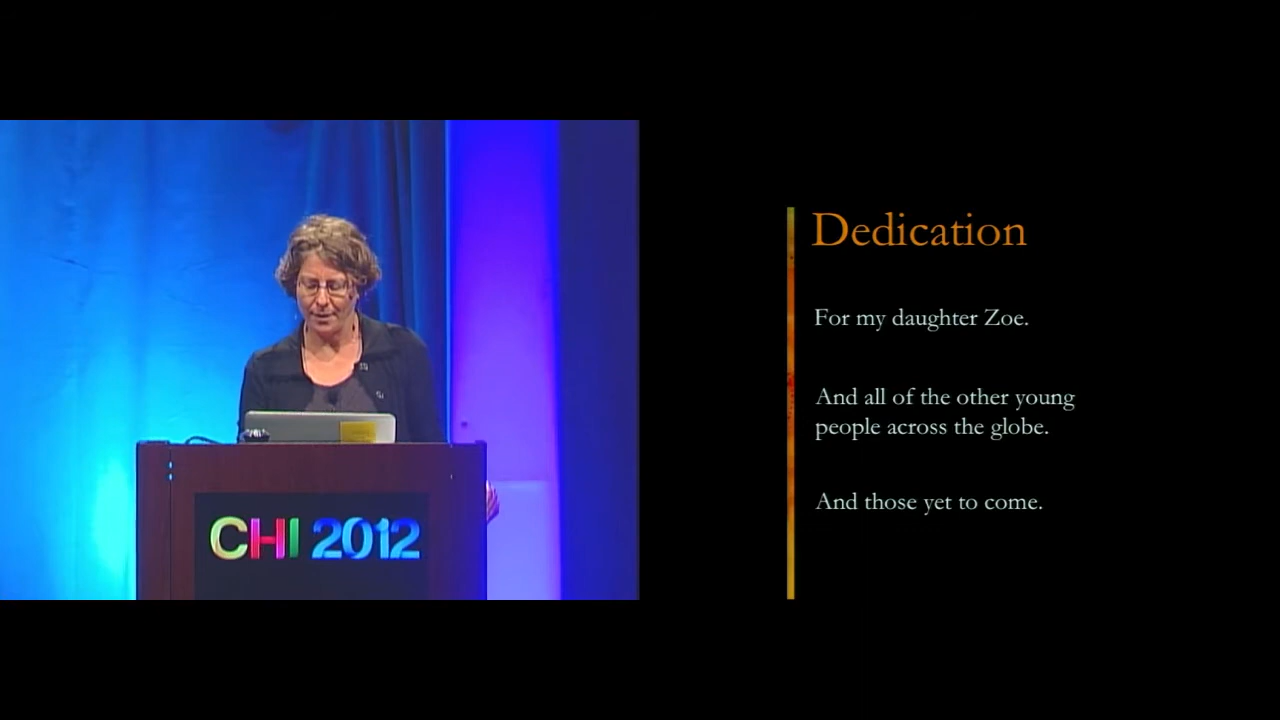 CHI 2012
Dedication
For my daughter Zoe.
And all of the other young
people across the globe.
And those yet to come.